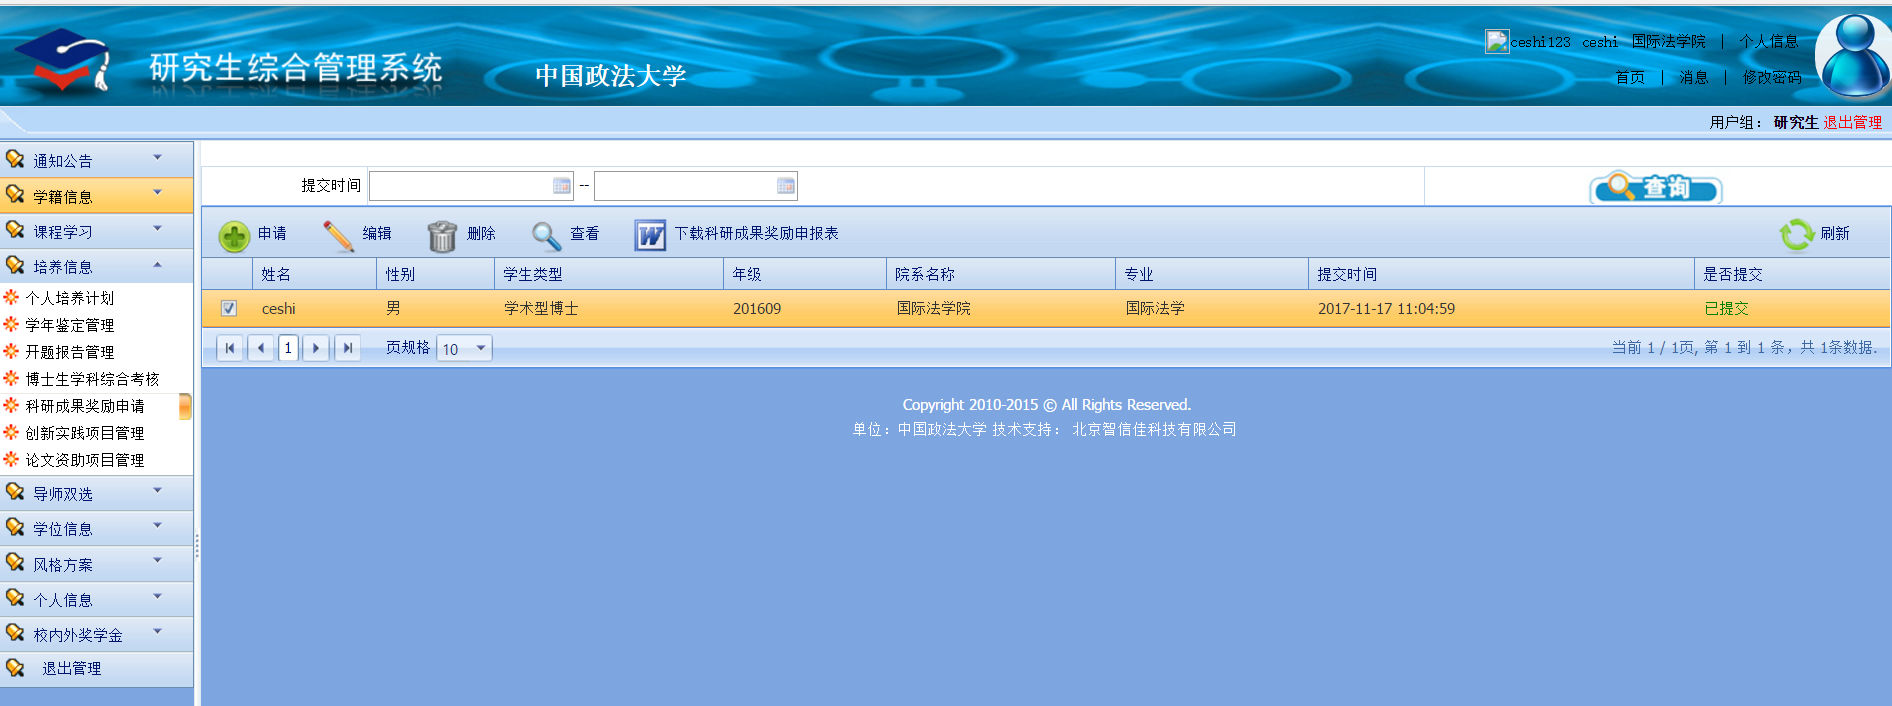 研究生综合管理系统
中国政法大学
ceshi123 ceshi 国际法学院 | 个人信息
首页 | 消息 | 修改密码
用户组： 研究生 退出管理
通知公告
学籍信息
课程学习
培养信息
个人培养计划
学年鉴定管理
开题报告管理
博士生学科综合考核
科研成果奖励申请
创新实践项目管理
论文资助项目管理
导师双选
学位信息
风格方案
个人信息
校内外奖学金
退出管理
提交时间 -- 查询
申请 编辑 删除 查看 下载科研成果奖励申报表 刷新
姓名 性别 学生类型 年级 院系名称 专业 提交时间 是否提交
ceshi 男 学术型博士 201609 国际法学院 国际法学 2017-11-17 11:04:59 已提交
1 页规格 10 当前 1 / 1页, 第 1 到 1 条，共 1条数据.
Copyright 2010-2015 © All Rights Reserved.
单位：中国政法大学 技术支持： 北京智信佳科技有限公司